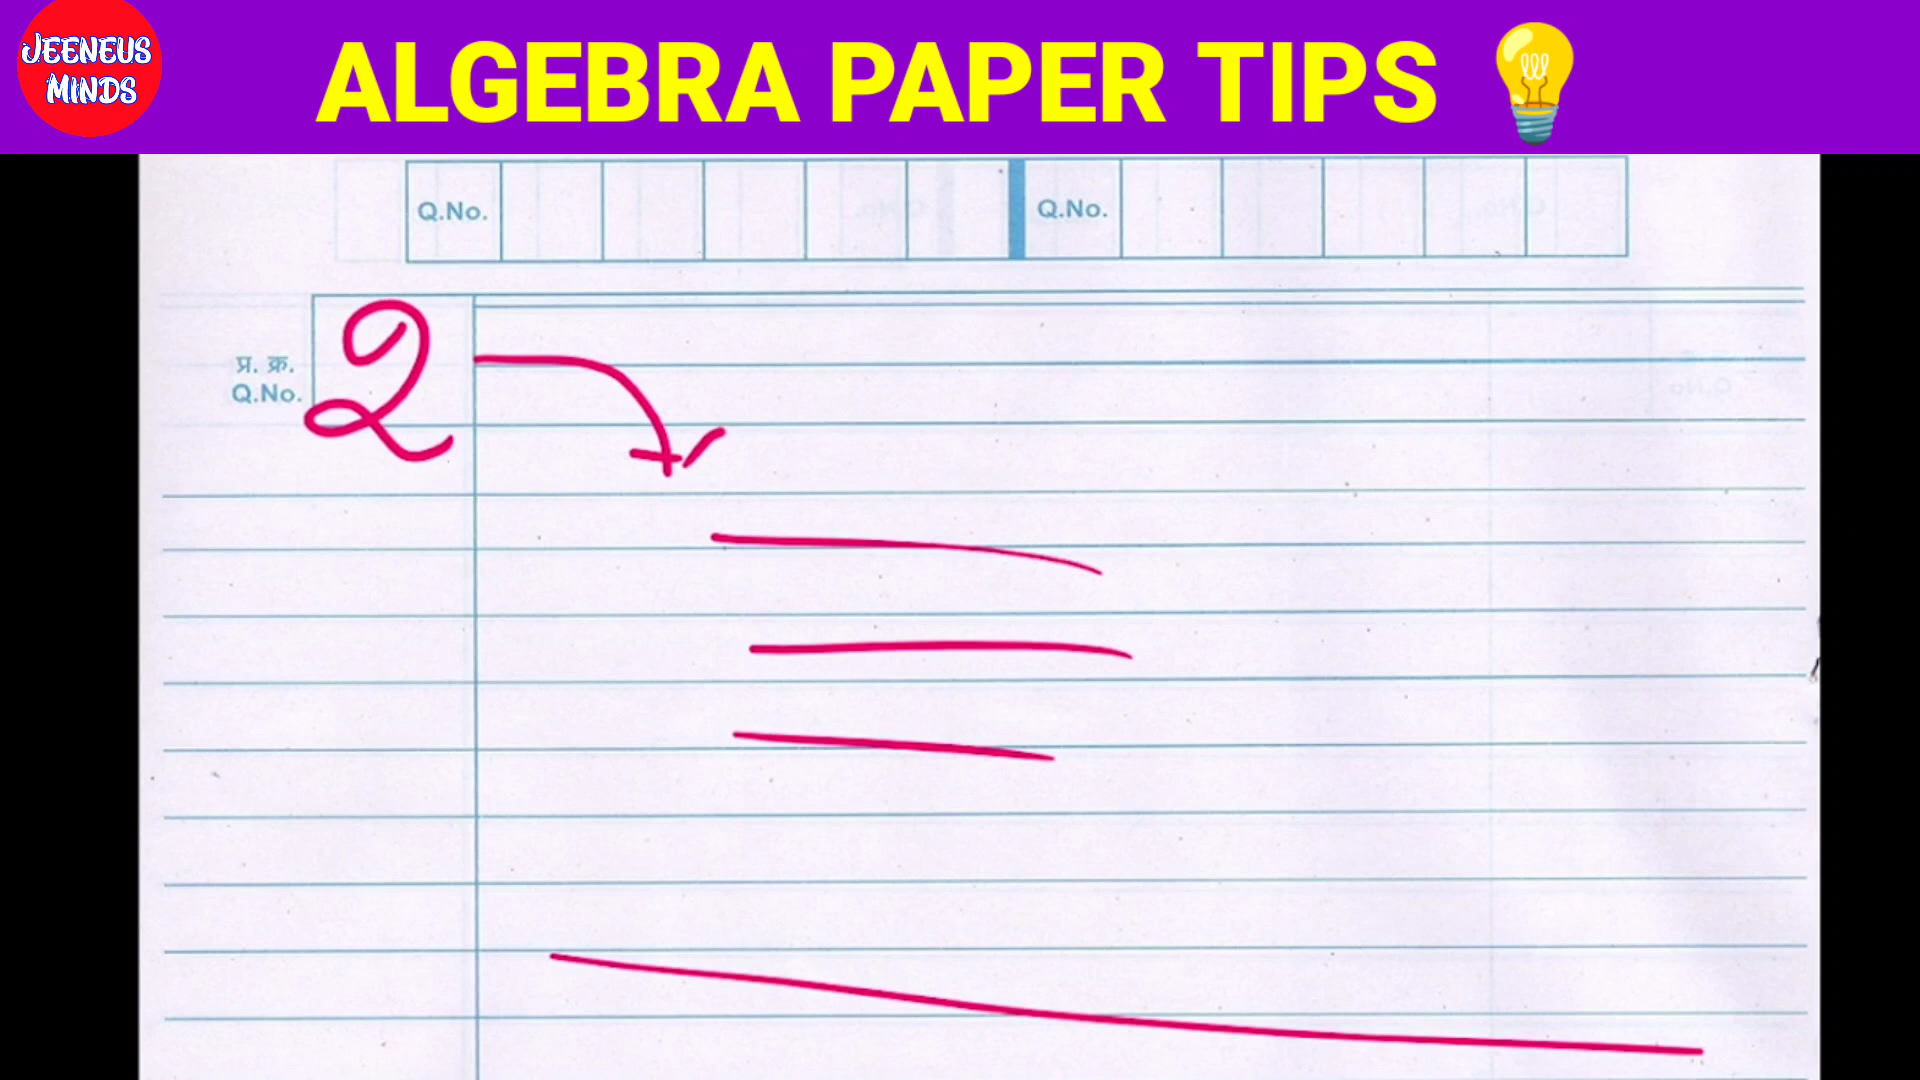 JEENEUS
MINDS
ALGEBRA PAPER TIPS 💡
Q.No. Q.No.
प्र. क्र.
Q.No.
2